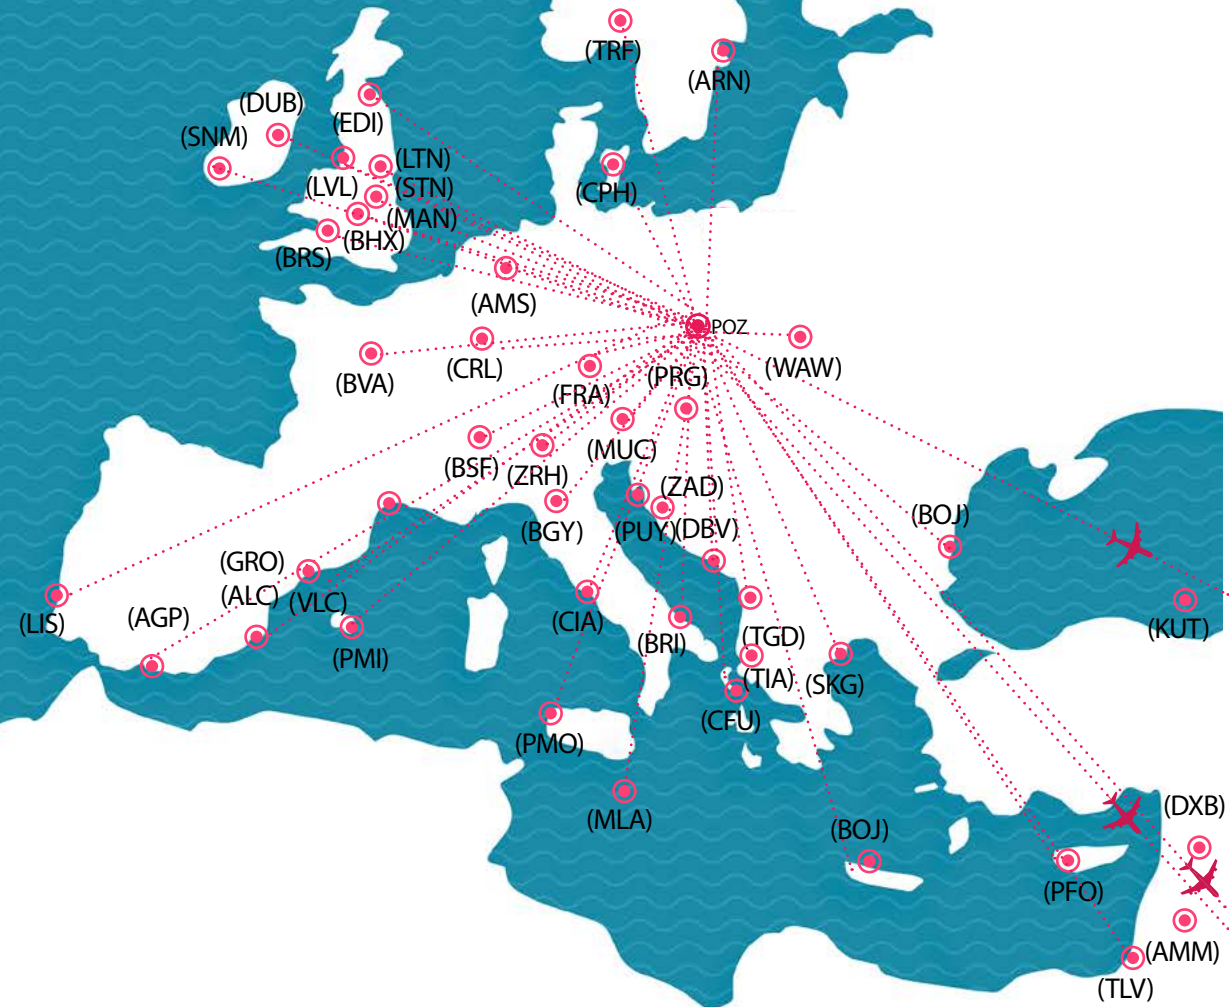 (TRF)
(ARN)
(DUB)
(EDI)
(SNM)
(LTN)
(LVL)
(STN)
(CPH)
(MAN)
(BHX)
(BRS)
(AMS)
POZ
(CRL)
(WAW)
(BVA)
(FRA)
(PRG)
(MUC)
(BSF)
(ZRH)
(ZAD)
(BGY)
(PUY)
(DBV)
(BOJ)
(GRO)
(ALC)
(VLC)
(AGP)
(LIS)
(CIA)
(KUT)
(PMI)
(BRI)
(TGD)
(TIA)
(SKG)
(CFU)
(PMO)
(MLA)
(DXB)
(BOJ)
(PFO)
(AMM)
(TLV)